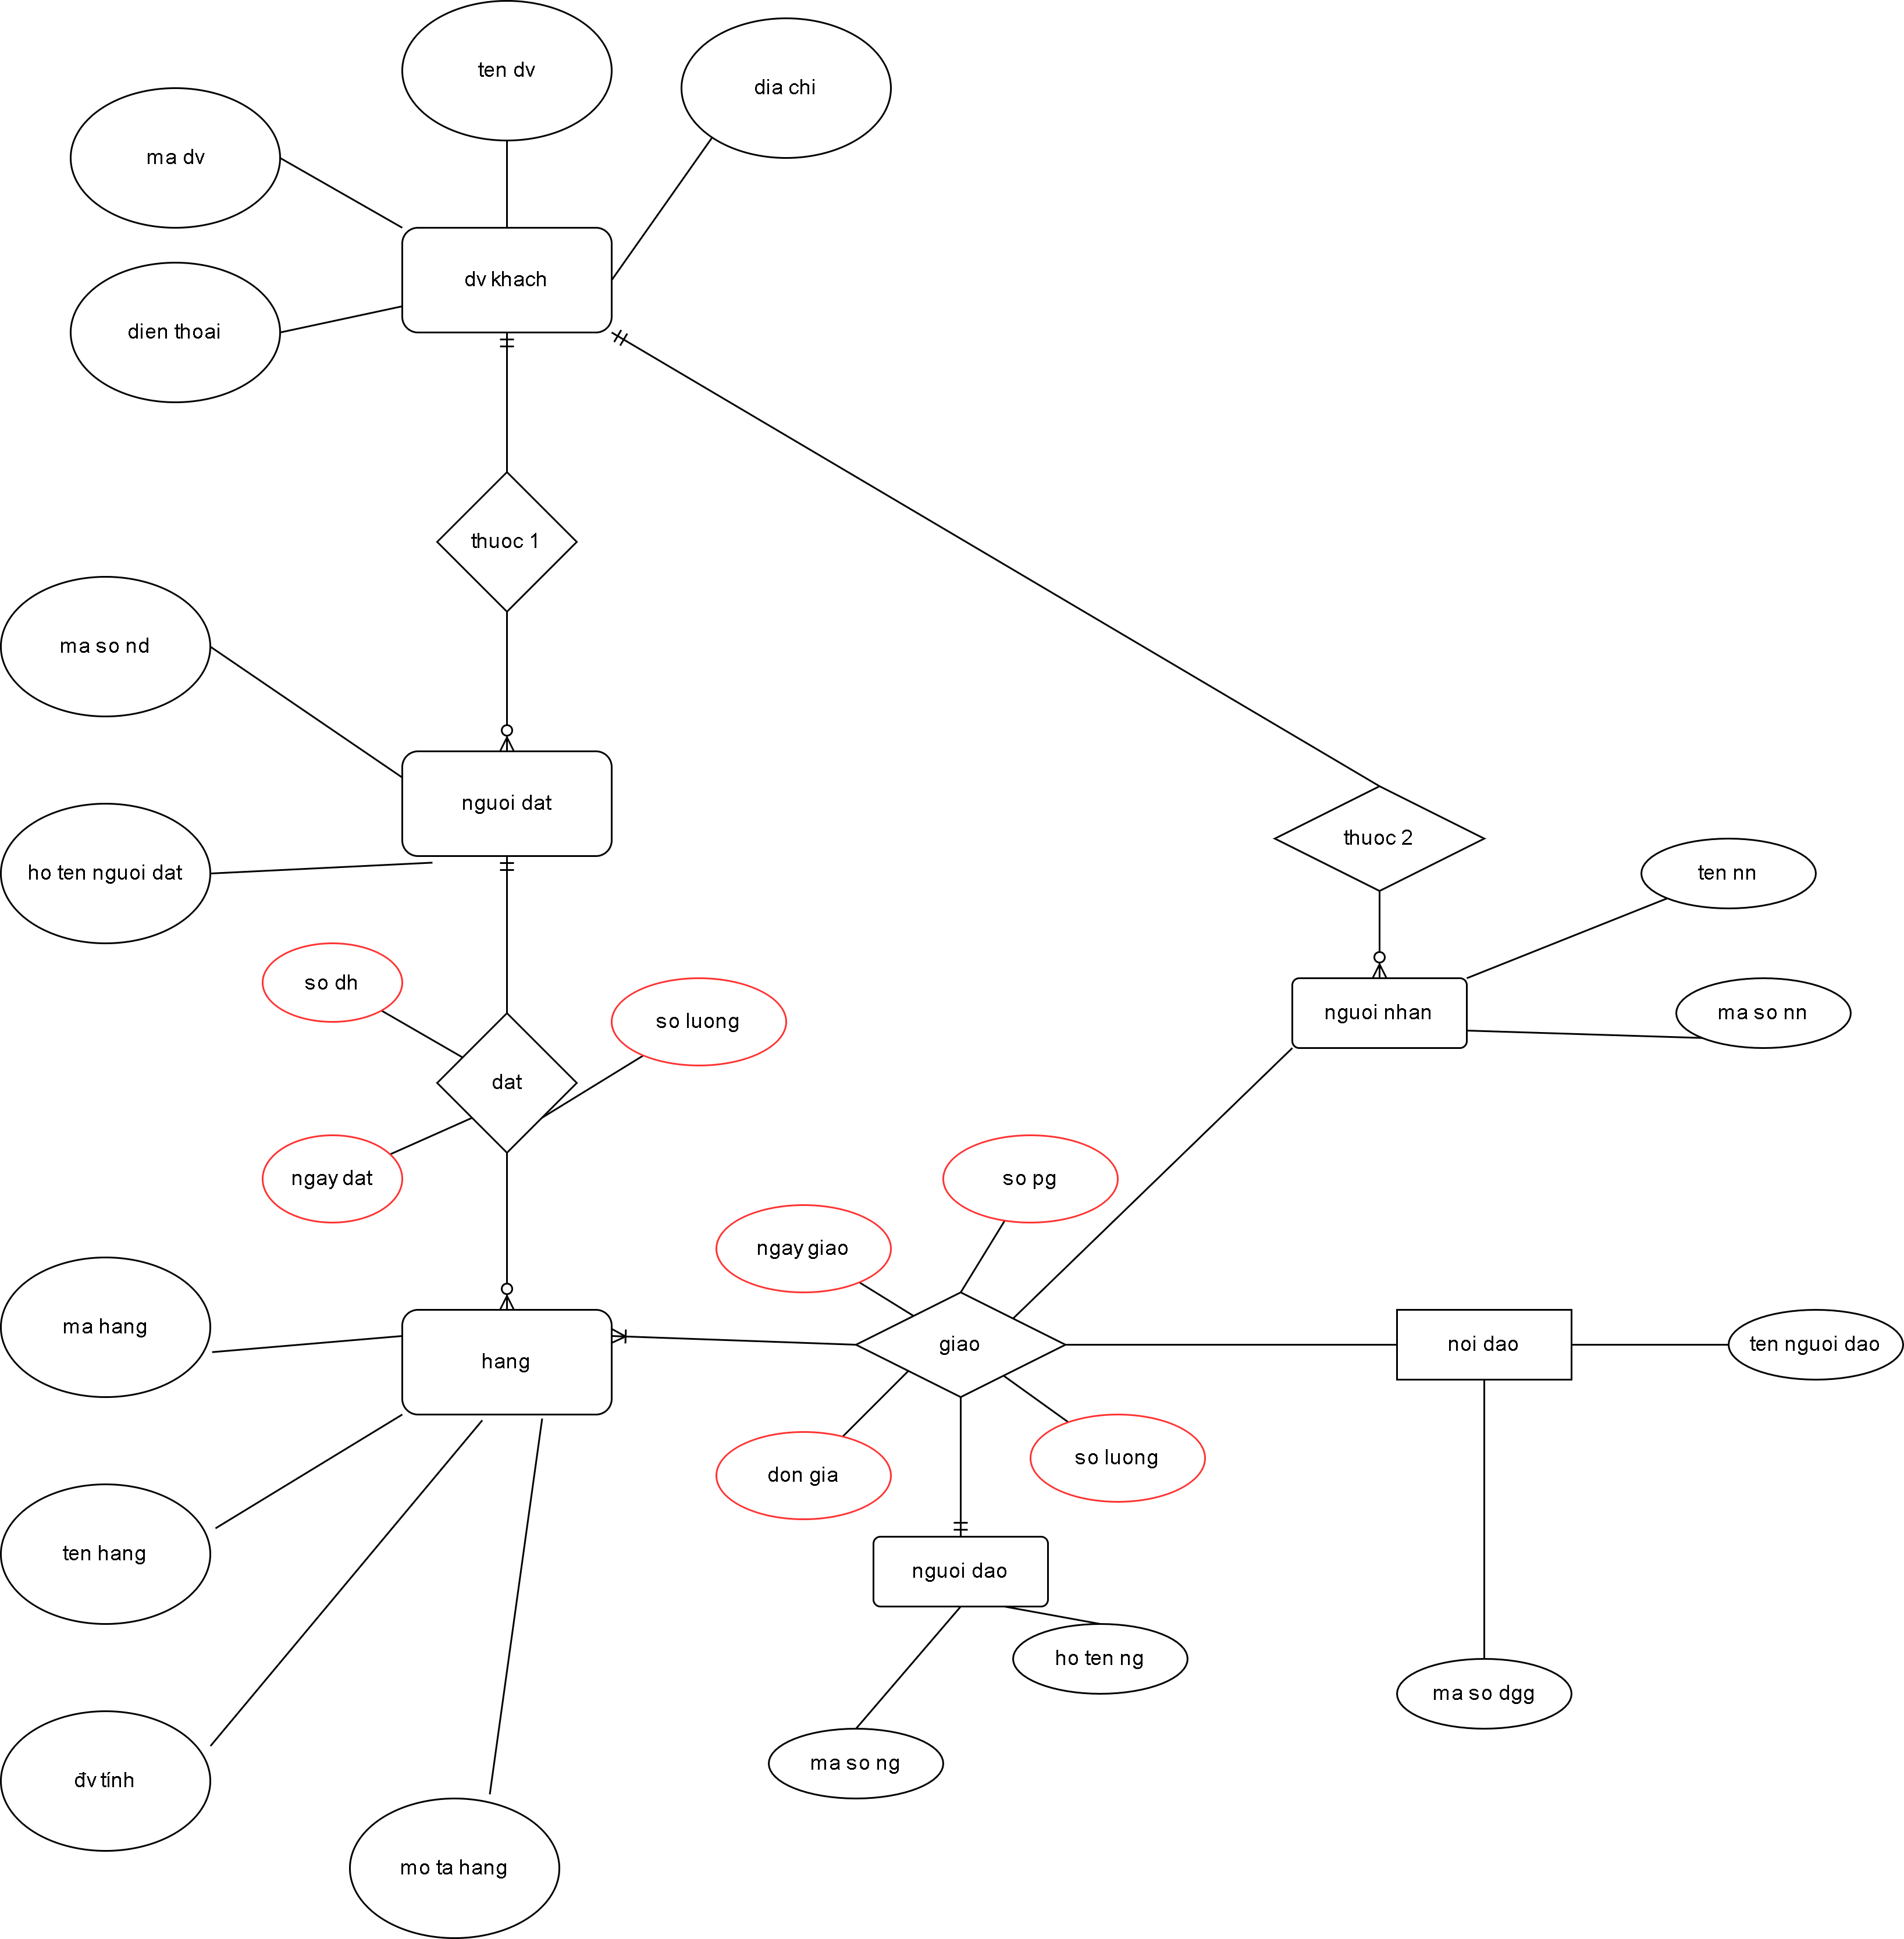 ten dv
dia chi
ma dv
dv khach
dien thoai
thuoc 1
ma so nd
nguoi dat
thuoc 2
ho ten nguoi dat
ten nn
so dh
so luong
nguoi nhan
ma so nn
dat
ngay dat
so pg
ngay giao
ma hang
hang
giao
noi dao
ten nguoi dao
don gia
so luong
ten hang
nguoi dao
ho ten ng
ma so dgg
ma so ng
đv tính
mo ta hang